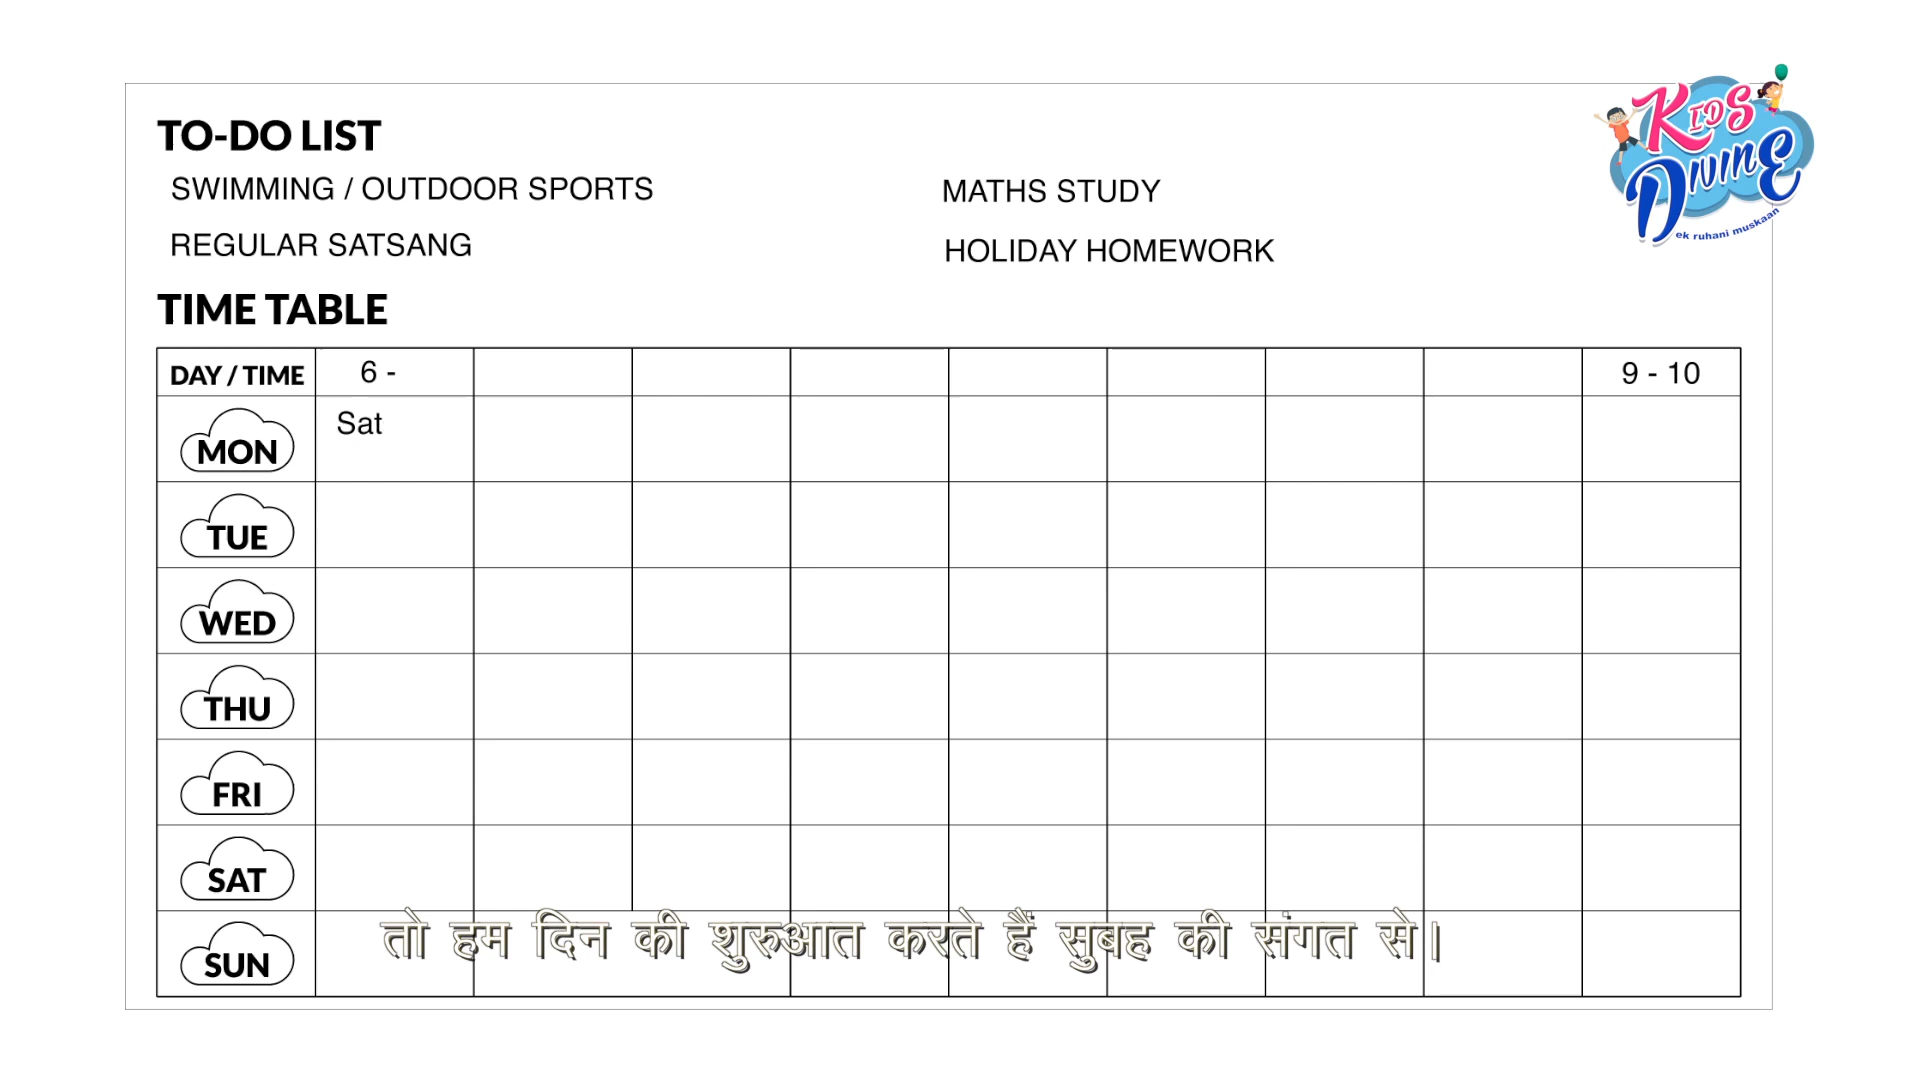 TO-DO LIST
SWIMMING / OUTDOOR SPORTS
MATHS STUDY
REGULAR SATSANG
HOLIDAY HOMEWORK
KIDS
DIVINE
ek ruhani muskaan
TIME TABLE
DAY / TIME 6 - 9 - 10
MON Sat
TUE
WED
THU
FRI
SAT
SUN
तो हम दिन की शुरुआत करते हैं सुबह की संगत से।